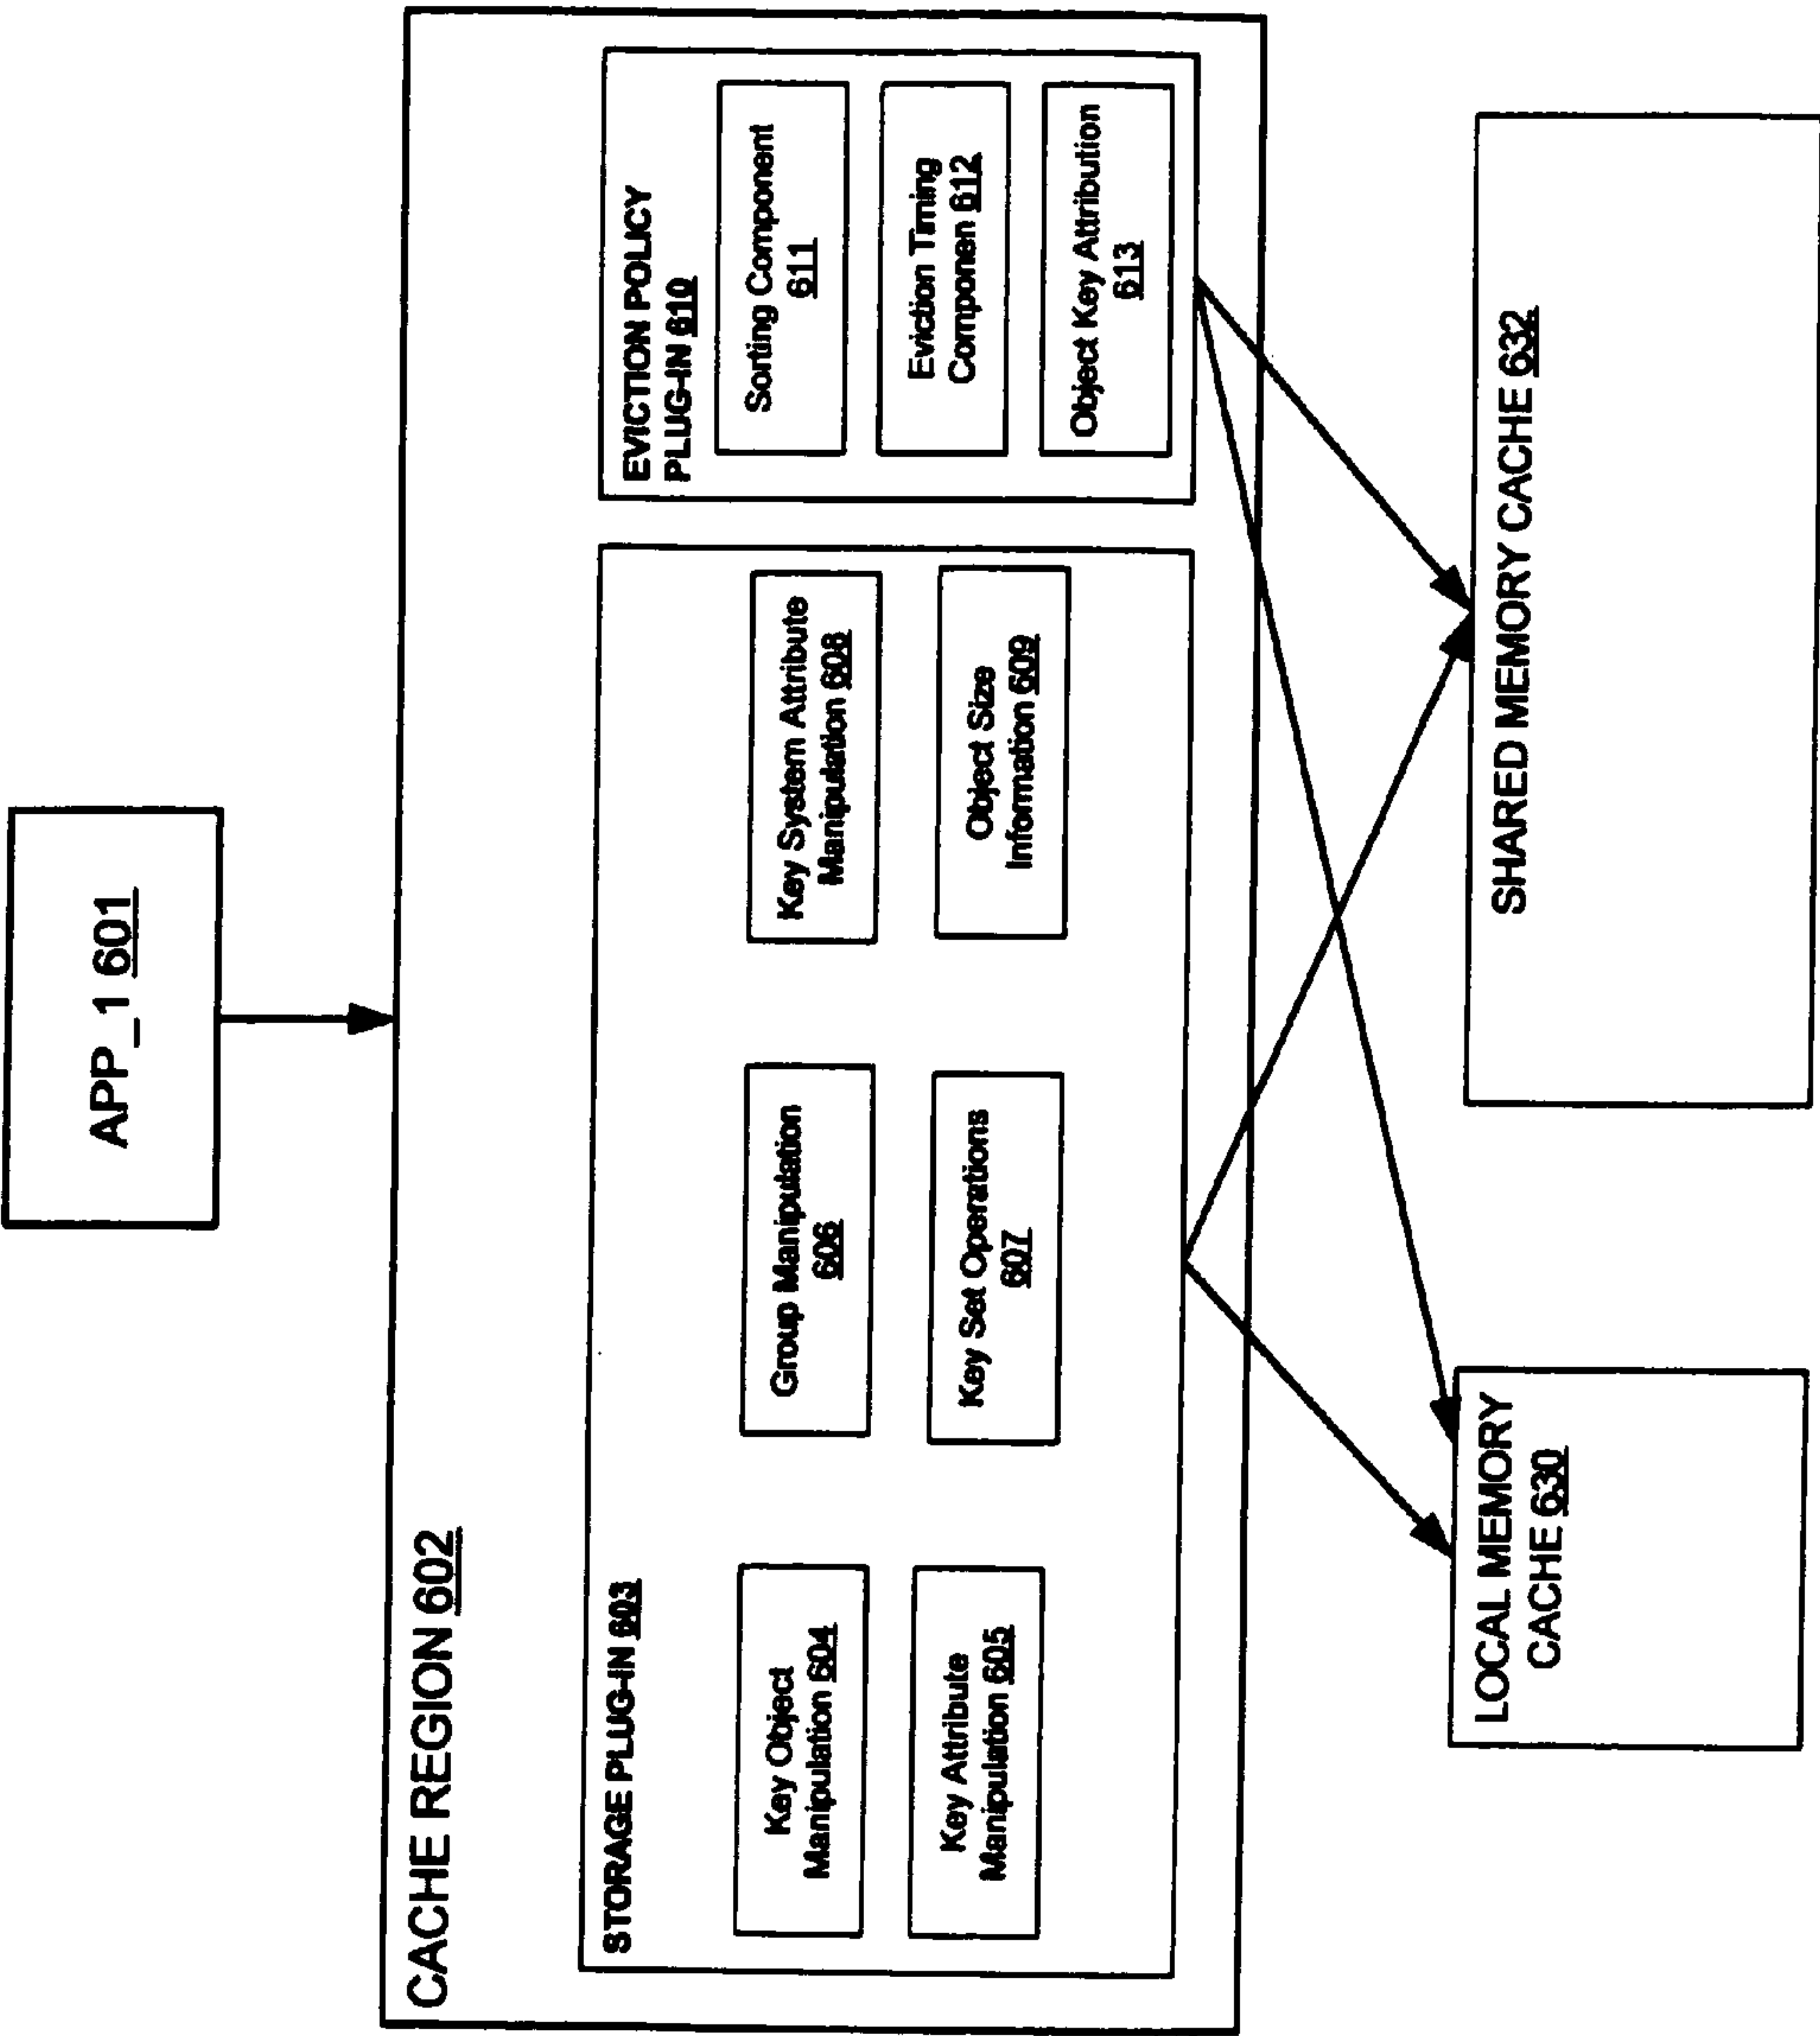 APP_1 601
CACHE REGION 602
STORAGE PLUG-IN 603
Key Object
Manipulation 604
Key Attribute
Manipulation 605
Group Manipulation
606
Key Set Operations
607
Key System Attribute
Manipulation 608
Object Size
Information 609
EVICTION POLICY
PLUG-IN 610
Sorting Component
611
Eviction Timing
Componen 612
Object Key Attribution
613
LOCAL MEMORY
CACHE 630
SHARED MEMORY CACHE 632